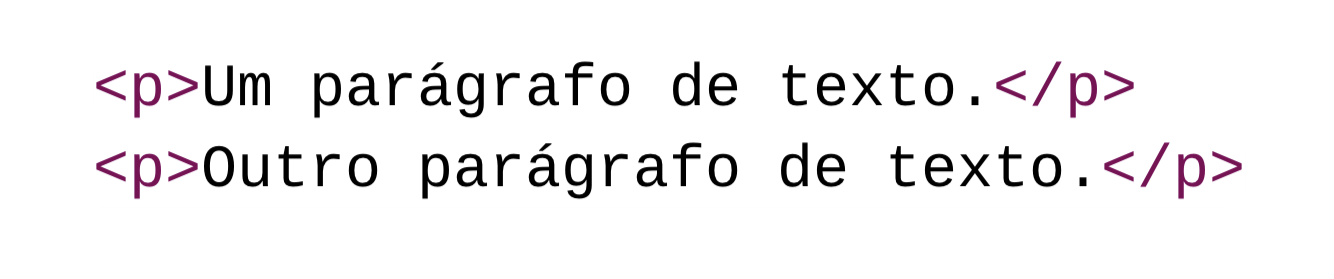 <p>Um parágrafo de texto.</p>
<p>Outro parágrafo de texto.</p>